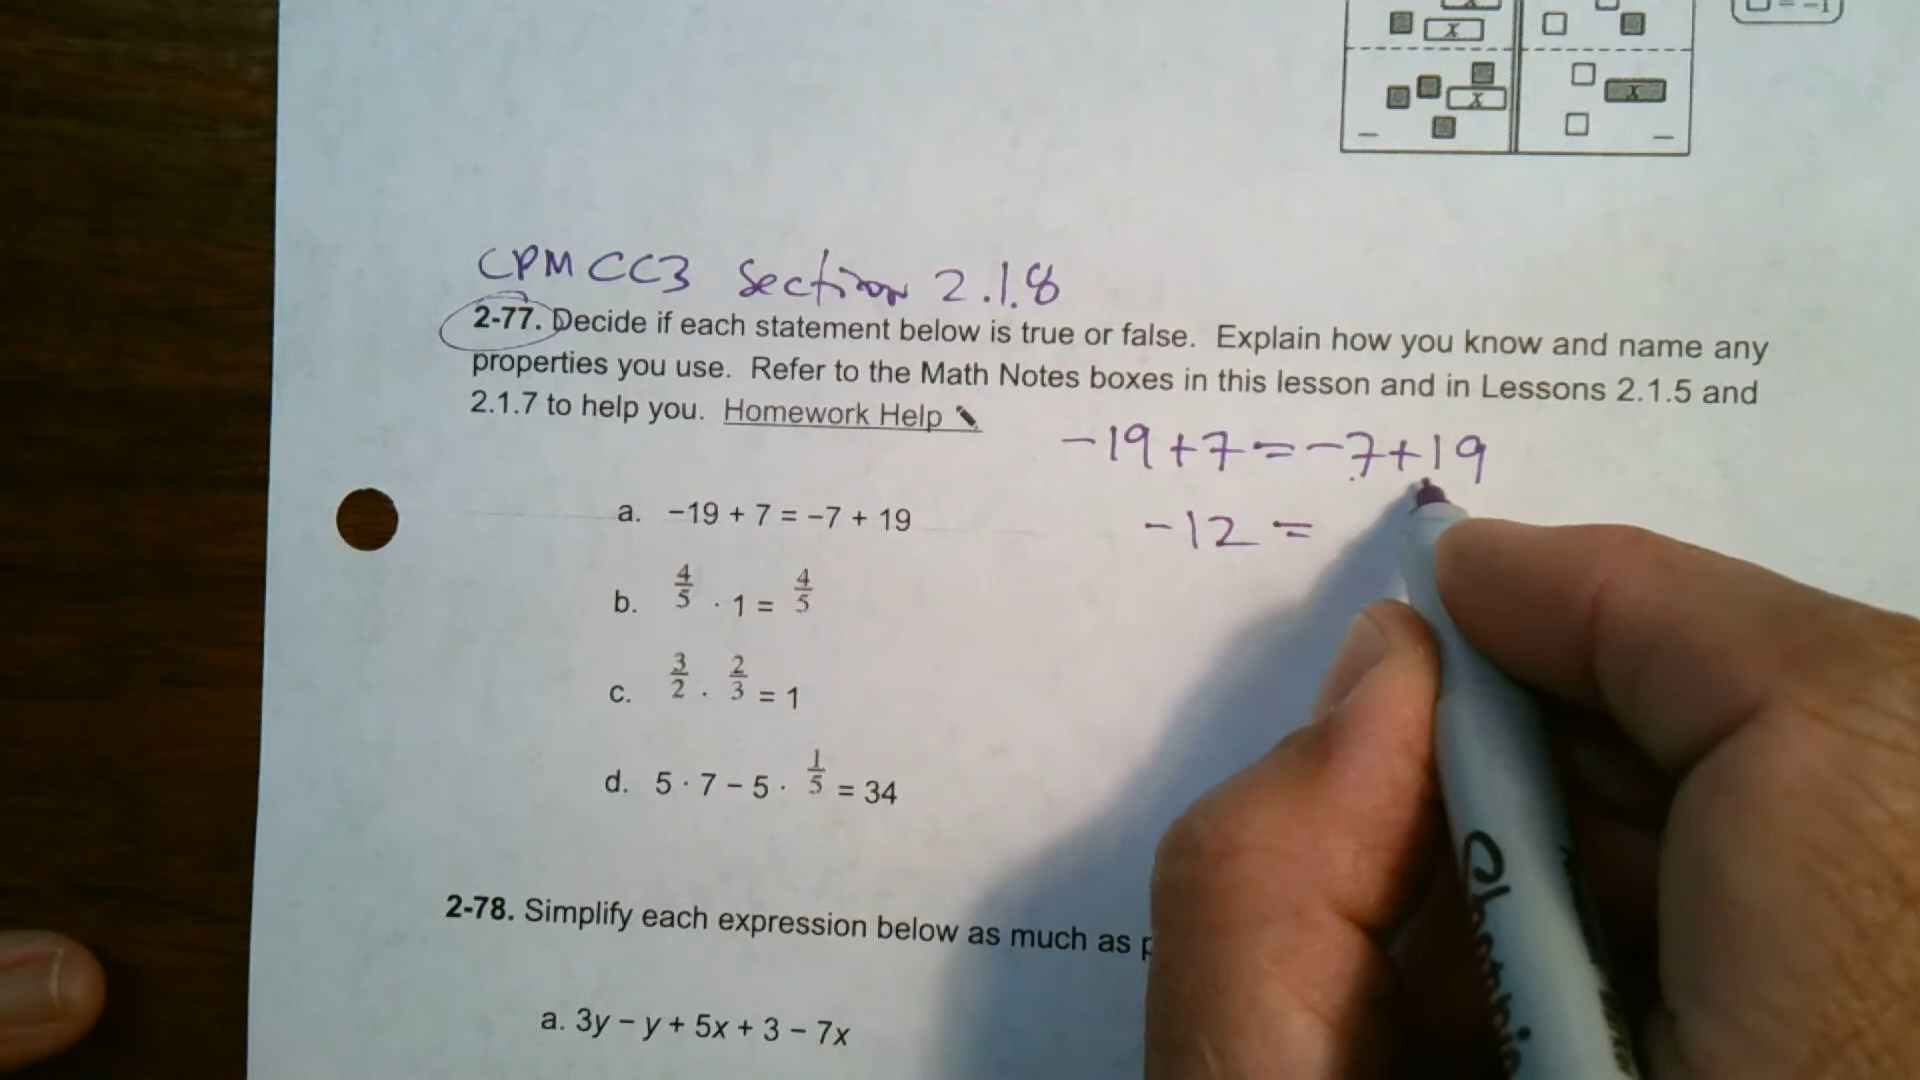 = -1
x
x
x
CPM CC3 Section 2.1.8
2-77. Decide if each statement below is true or false. Explain how you know and name any
properties you use. Refer to the Math Notes boxes in this lesson and in Lessons 2.1.5 and
2.1.7 to help you. Homework Help ✎
-19+7=-7+19
a. −19 + 7 = −7 + 19
-12 =
b. 4/5 · 1 = 4/5
c. 3/2 · 2/3 = 1
d. 5 · 7 − 5 · 1/5 = 34
2-78. Simplify each expression below as much as
a. 3y − y + 5x + 3 − 7x